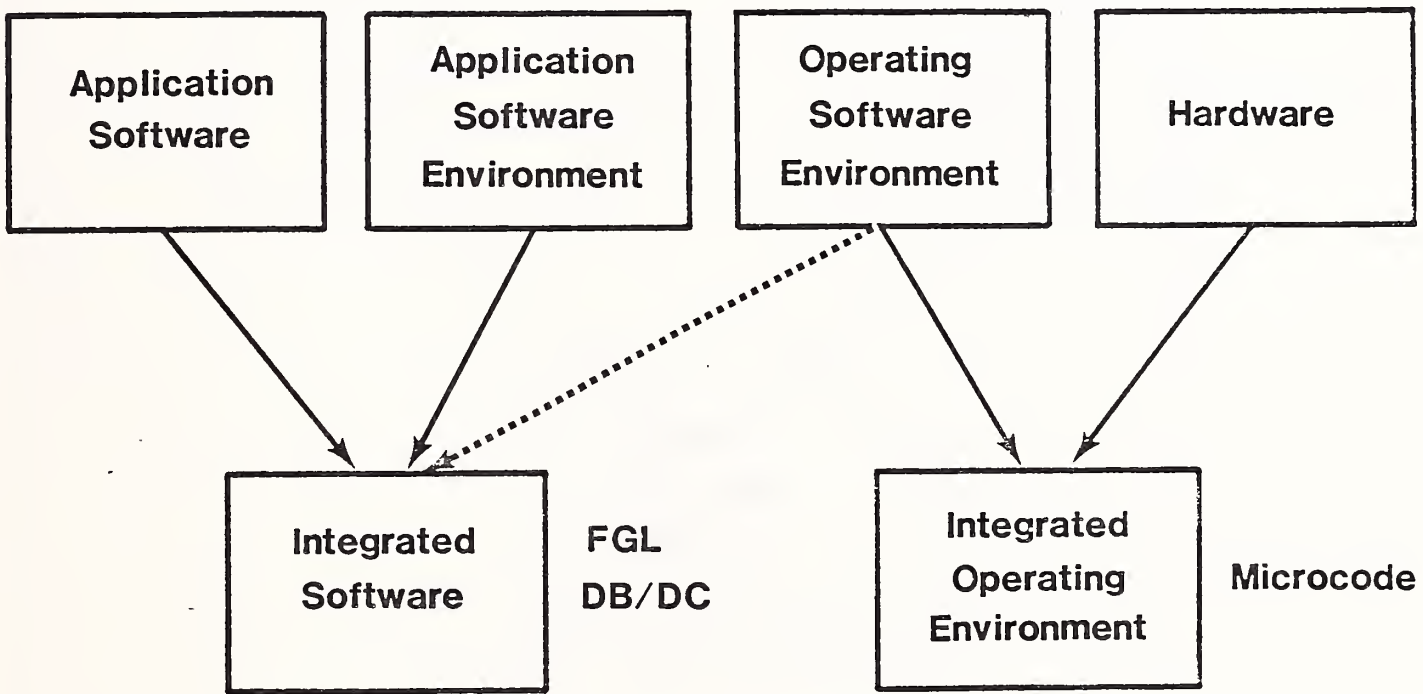 Application
Software
Application
Software
Environment
Operating
Software
Environment
Hardware
Integrated
Software
FGL
DB/DC
Integrated
Operating
Environment
Microcode